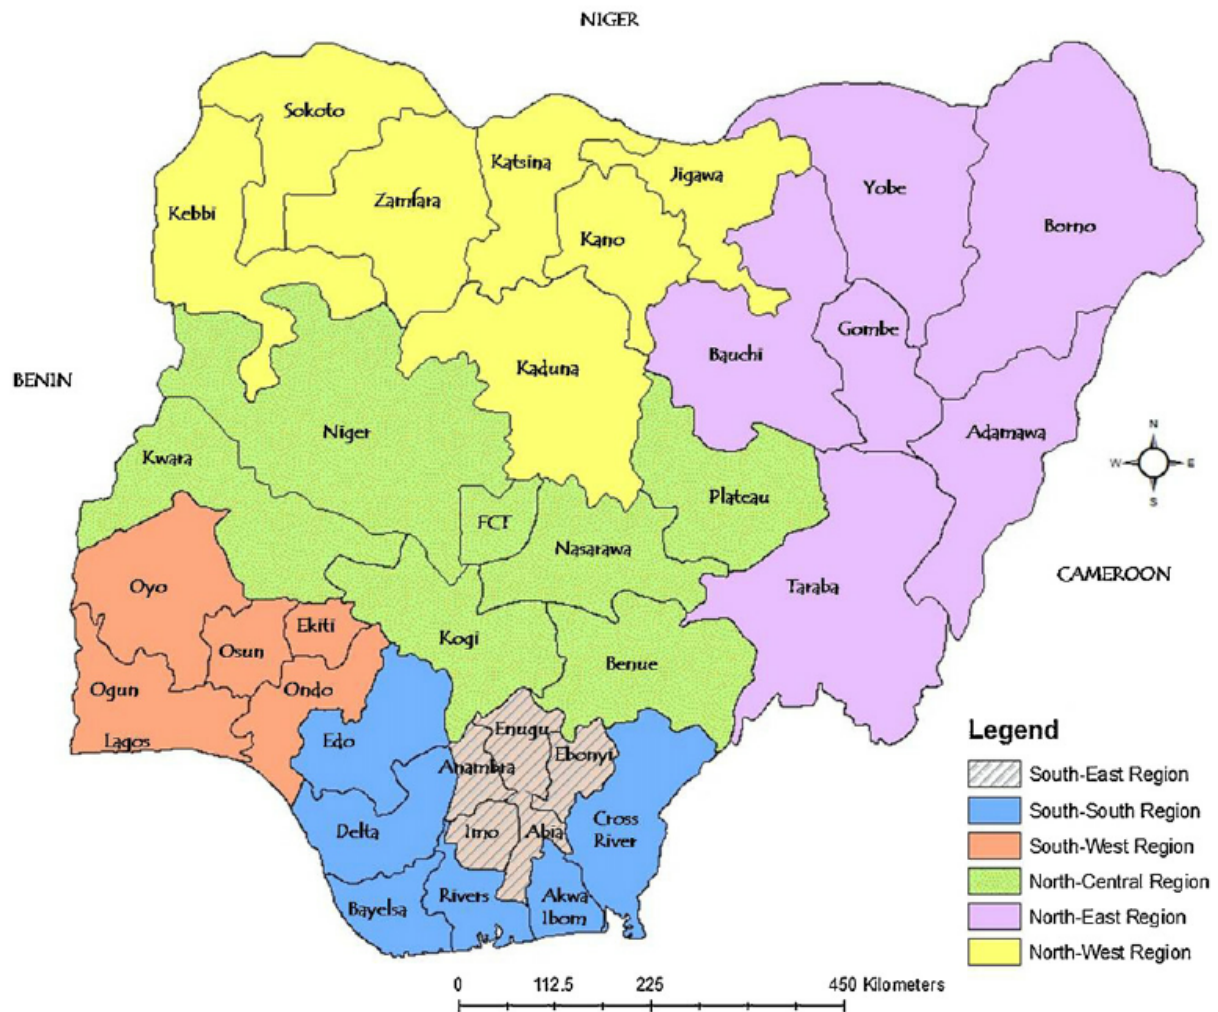 NIGER
Sokoto
Katsina
Jigawa
Yobe
Kebbi
Zamfara
Kano
Borno
Gombe
Bauchi
Kaduna
BENIN
Niger
Adamawa
Kwara
N
W
E
S
Plateau
FCT
Nasarawa
CAMEROON
Oyo
Taraba
Ekiti
Kogi
Osun
Benue
Ogun
Ondo
Lagos
Edo
Enugu
Ebonyi
Anambra
Cross
River
Delta
Imo
Abia
Rivers
Akwa
Ibom
Bayelsa
Legend
South-East Region
South-South Region
South-West Region
North-Central Region
North-East Region
North-West Region
0 112.5 225 450 Kilometers